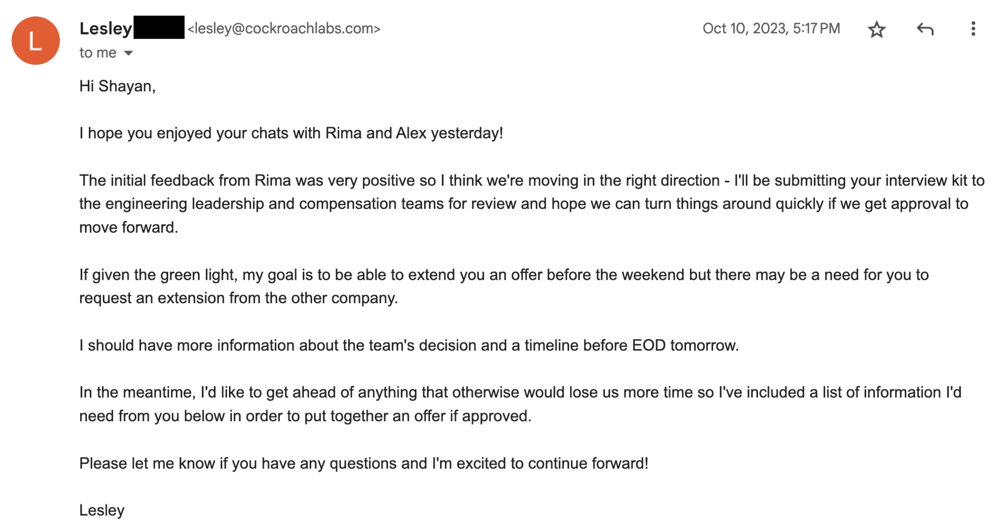 L
Lesley <lesley@cockroachlabs.com>
Oct 10, 2023, 5:17 PM
to me
Hi Shayan,
I hope you enjoyed your chats with Rima and Alex yesterday!
The initial feedback from Rima was very positive so I think we're moving in the right direction - I'll be submitting your interview kit to
the engineering leadership and compensation teams for review and hope we can turn things around quickly if we get approval to
move forward.
If given the green light, my goal is to be able to extend you an offer before the weekend but there may be a need for you to
request an extension from the other company.
I should have more information about the team's decision and a timeline before EOD tomorrow.
In the meantime, I'd like to get ahead of anything that otherwise would lose us more time so I've included a list of information I'd
need from you below in order to put together an offer if approved.
Please let me know if you have any questions and I'm excited to continue forward!
Lesley